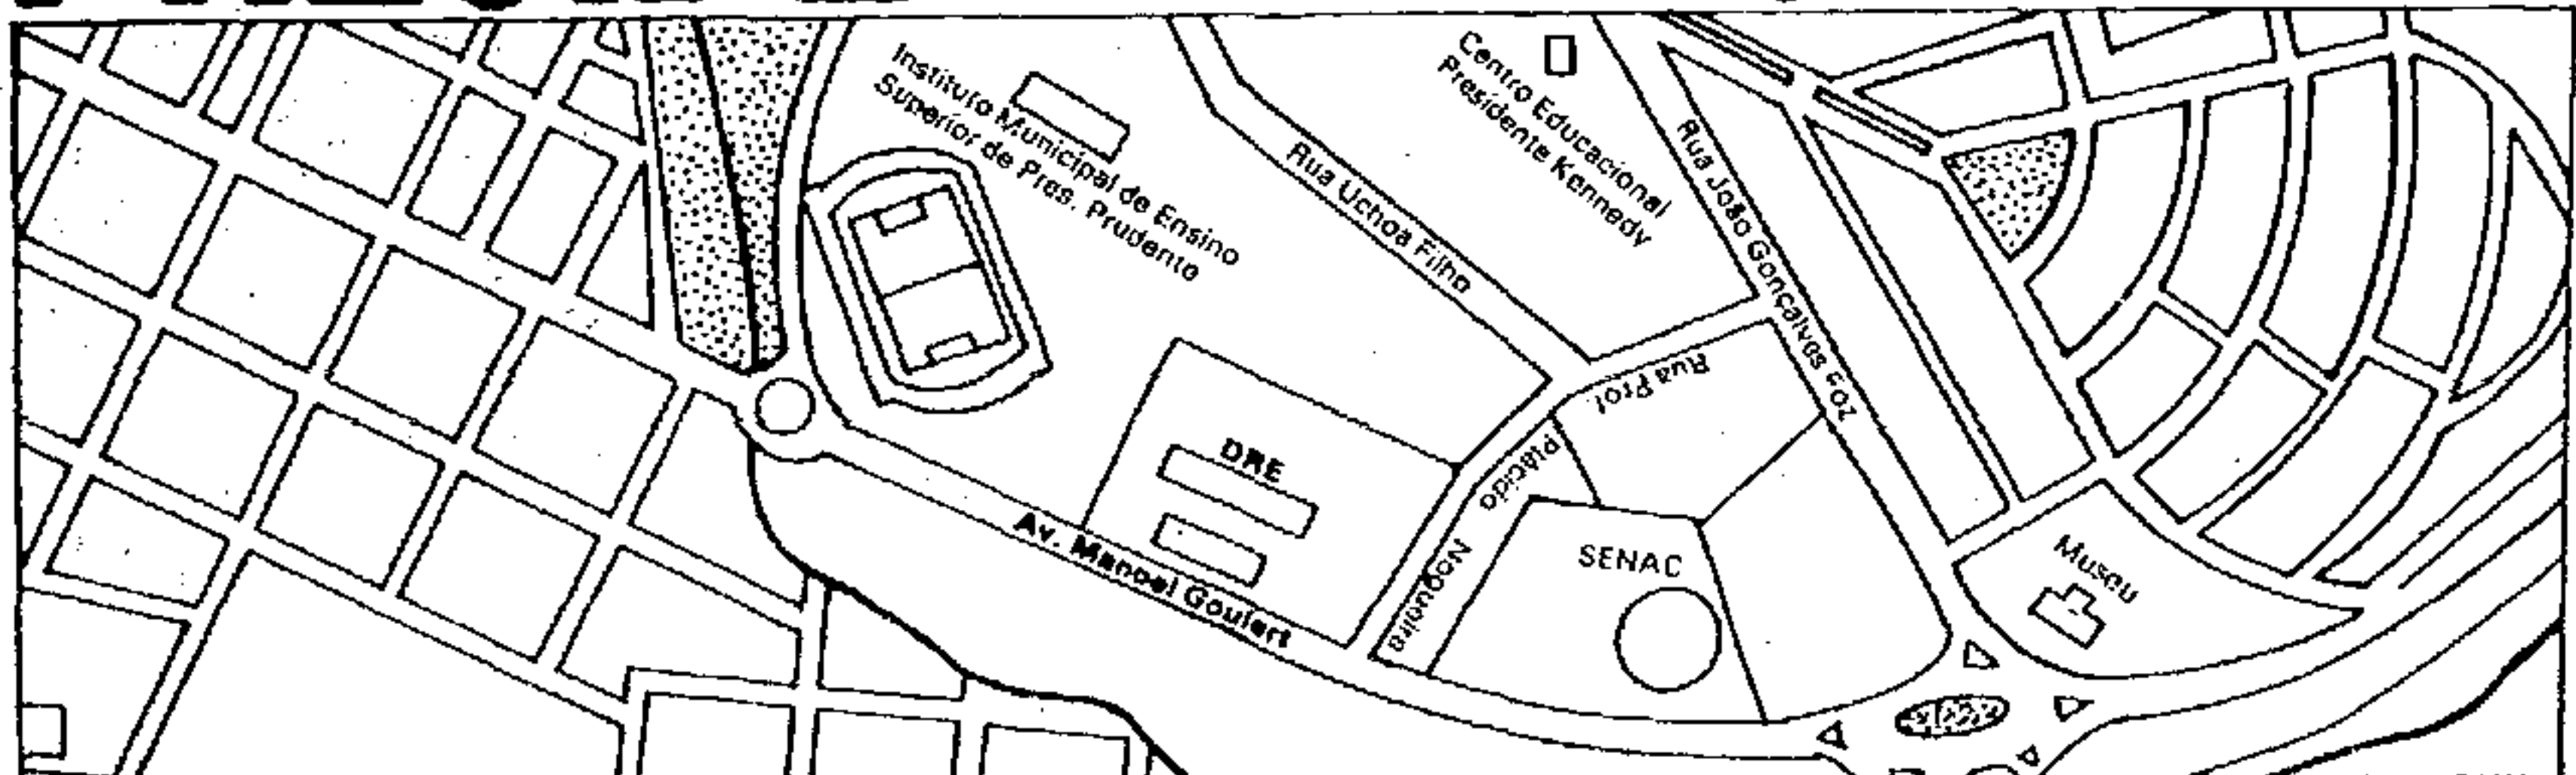 Instituto Municipal de Ensino
Superior de Pres. Prudente
Rua Uchoa Filho
Centro Educacional
Presidente Kennedy
Rua João Gonçalves Foz
Rua Prof.
Plácido
Nogueira
DRE
Av. Manoel Goulart
SENAC
Museu